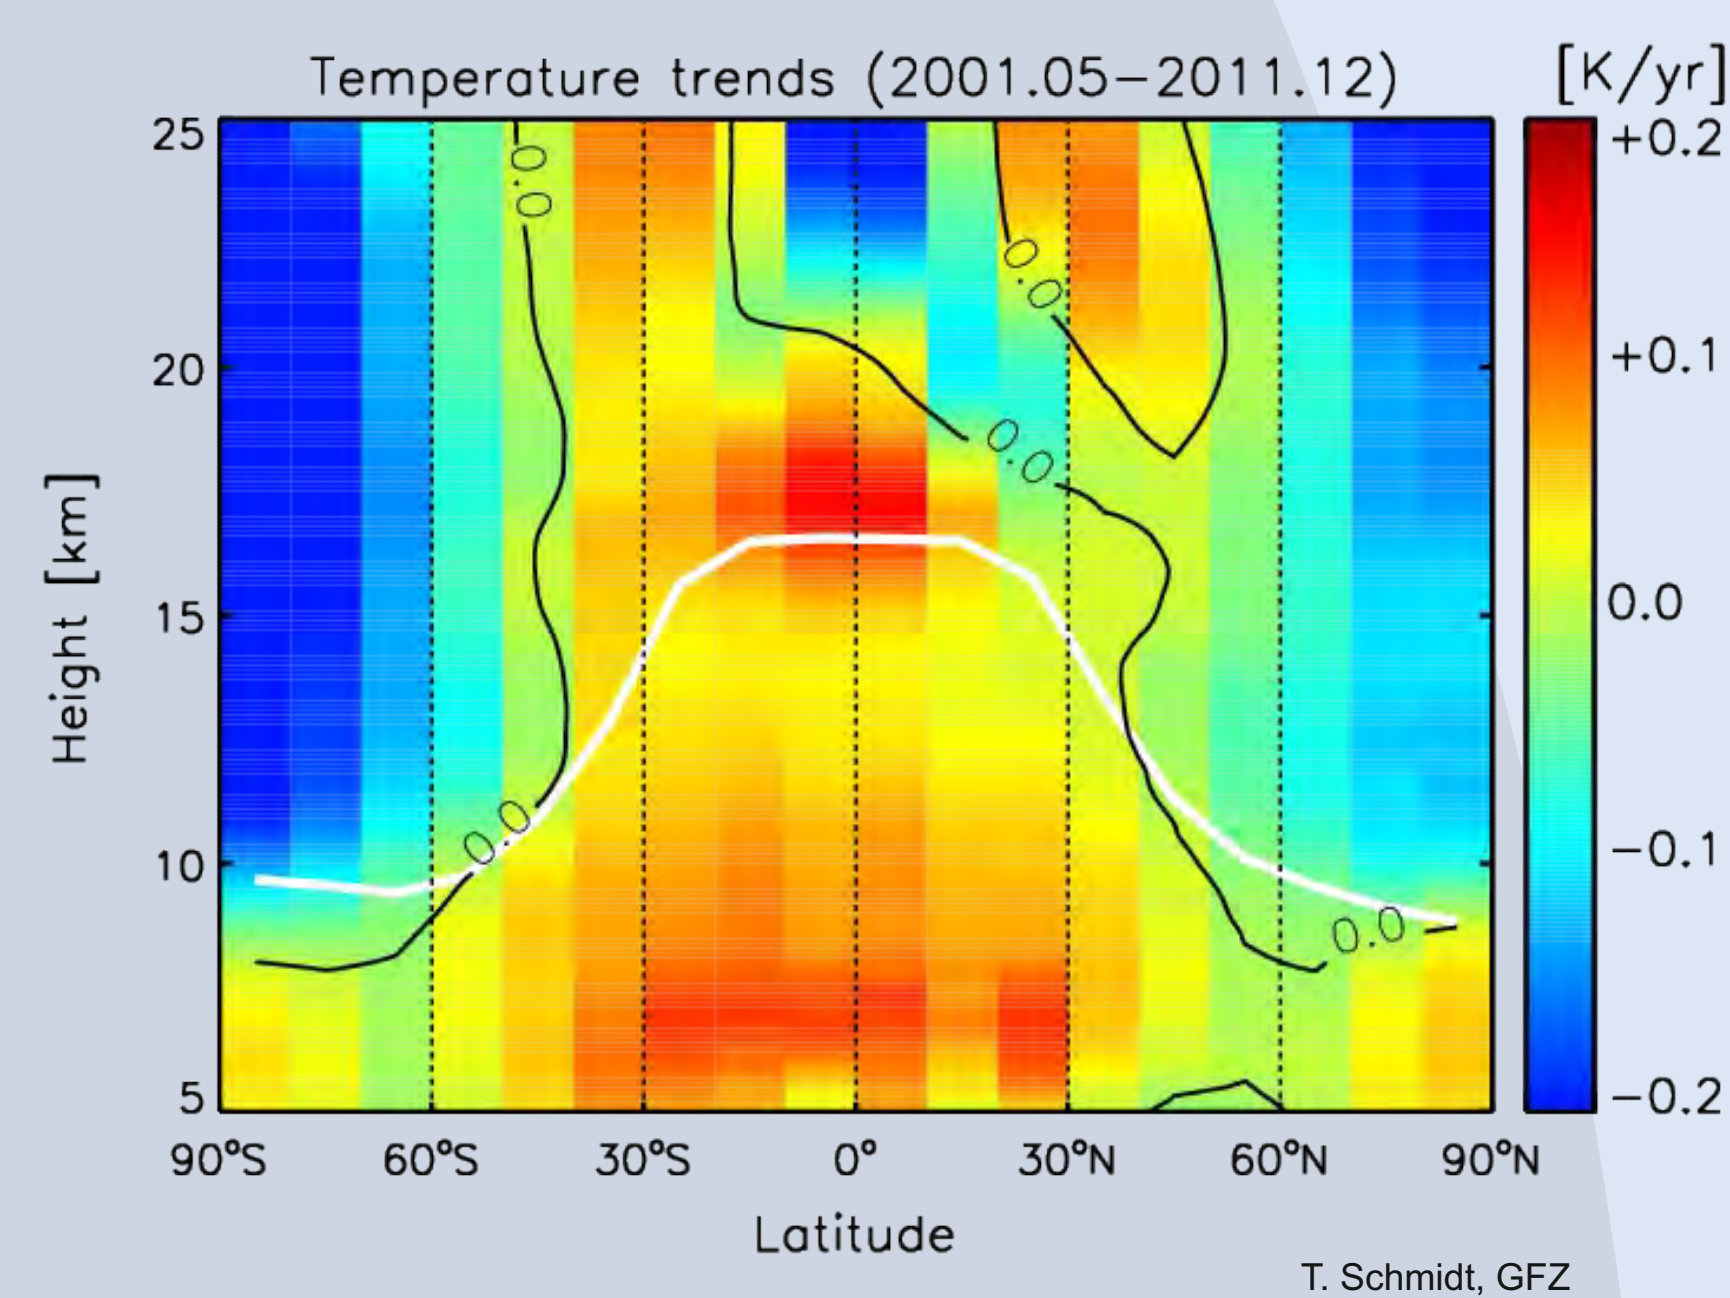 Temperature trends (2001.05−2011.12)
[K/yr]
25
20
15
10
5
Height [km]
0.0
0.0
0.0
0.0
0.0
90°S
60°S
30°S
0°
30°N
60°N
90°N
Latitude
+0.2
+0.1
0.0
−0.1
−0.2
T. Schmidt, GFZ